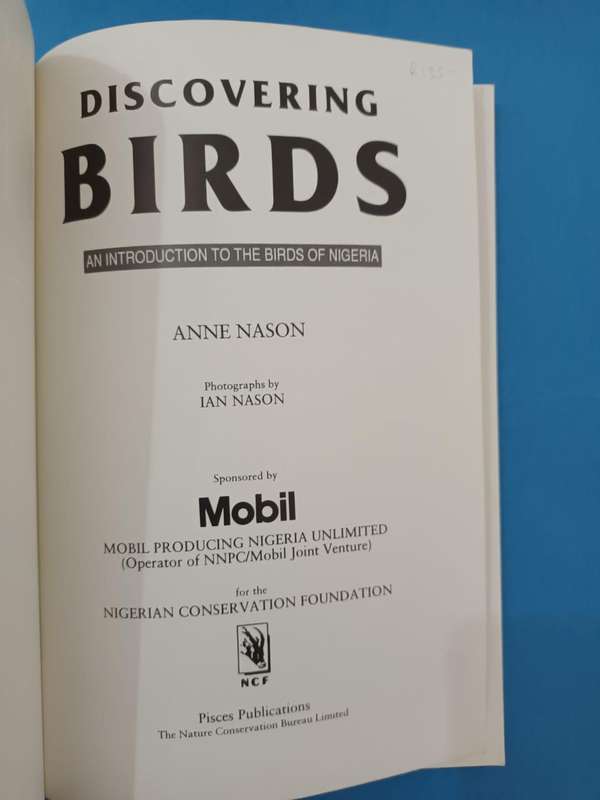 DISCOVERING
BIRDS
AN INTRODUCTION TO THE BIRDS OF NIGERIA
ANNE NASON
Photographs by
IAN NASON
Sponsored by
Mobil
MOBIL PRODUCING NIGERIA UNLIMITED
(Operator of NNPC/Mobil Joint Venture)
for the
NIGERIAN CONSERVATION FOUNDATION
NCF
Pisces Publications
The Nature Conservation Bureau Limited